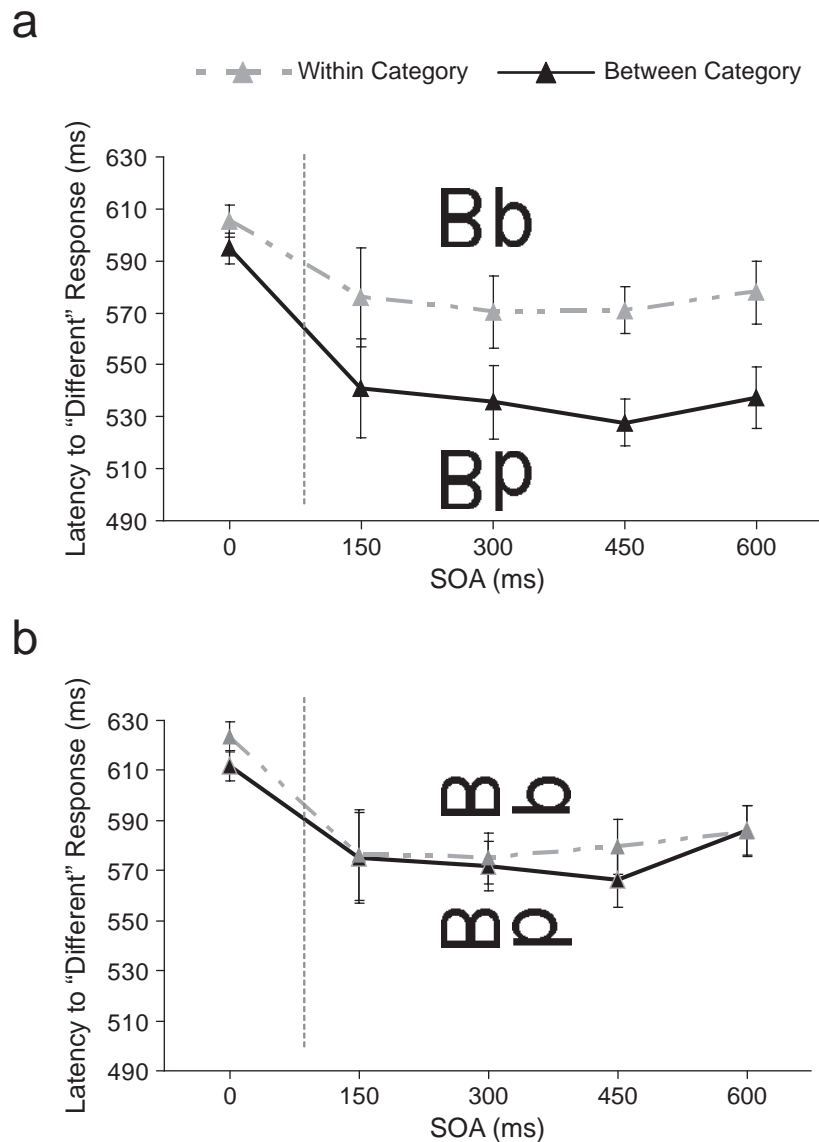 a
Within Category Between Category
Latency to “Different” Response (ms)
630
610
590
570
550
530
510
490
Bb
Bp
0 150 300 450 600
SOA (ms)
b
Latency to “Different” Response (ms)
630
610
590
570
550
530
510
490
B b
B p
0 150 300 450 600
SOA (ms)